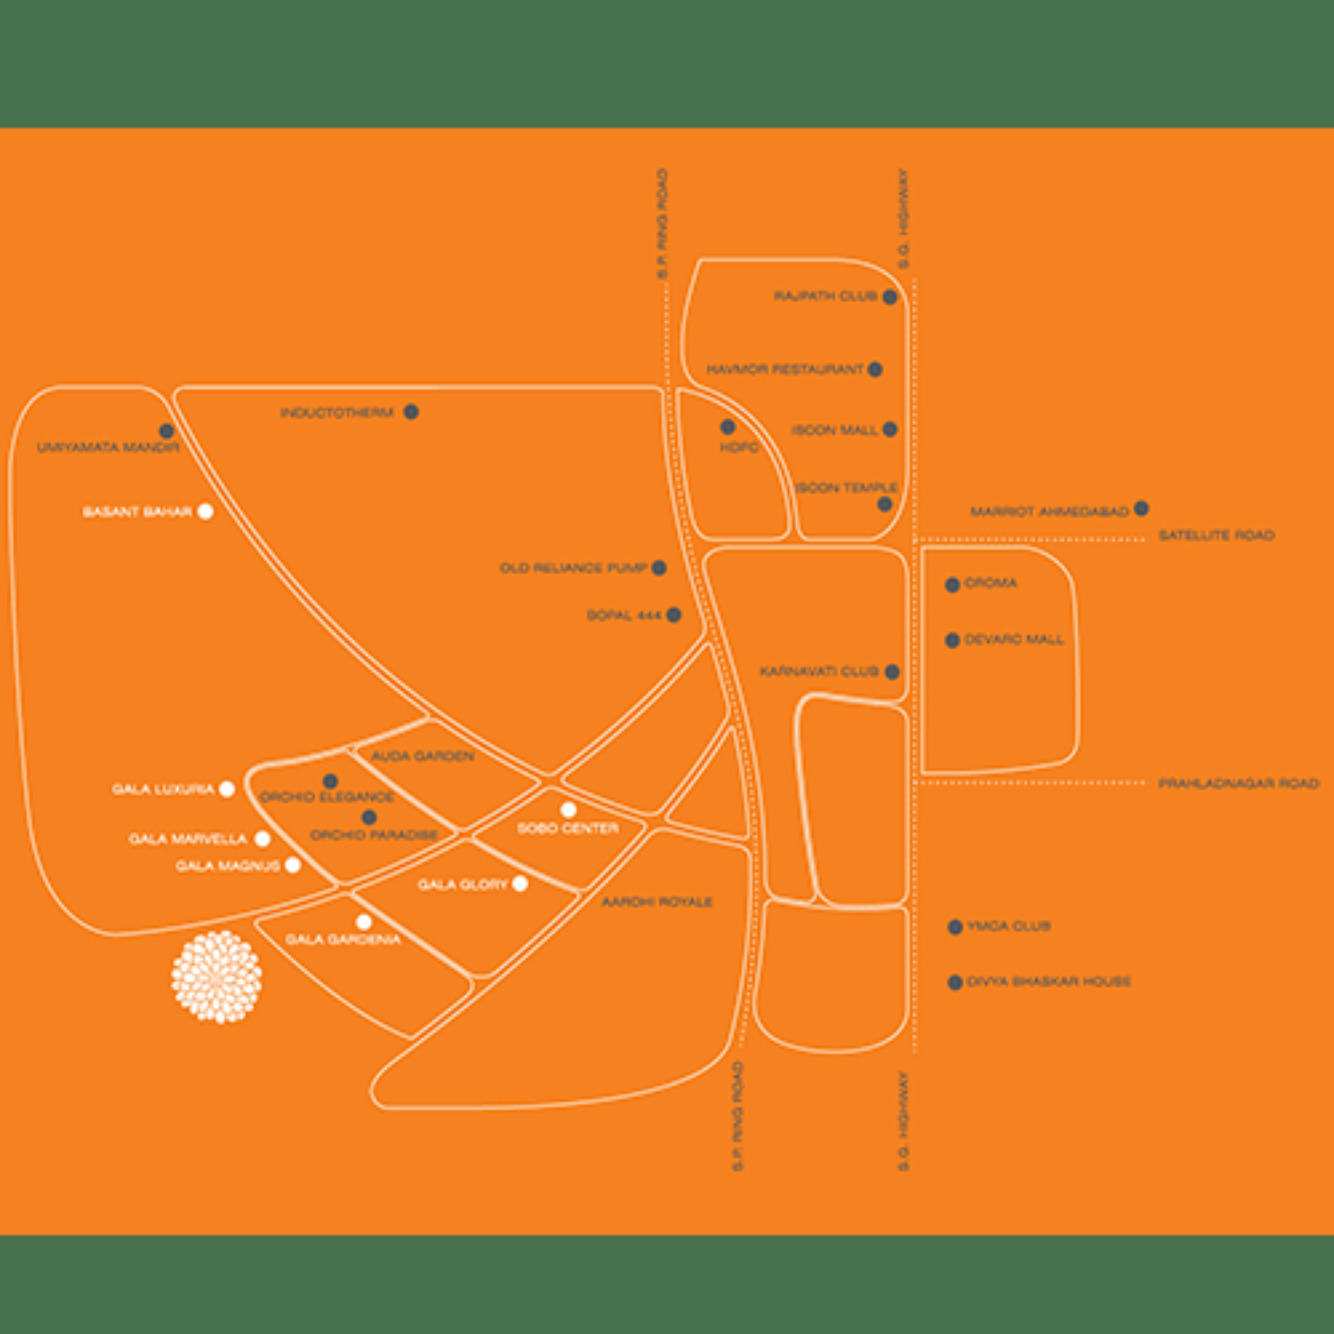 S.P. RING ROAD
S.G. HIGHWAY
RAJPATH CLUB
HAVMOR RESTAURANT
INDUCTOTHERM
ISCON MALL
HDFC
UMIYAMATA MANDIR
ISCON TEMPLE
BASANT BAHAR
MARRIOT AHMEDABAD
SATELLITE ROAD
OLD RELIANCE PUMP
CROMA
BOPAL 444
DEVARC MALL
KARNAVATI CLUB
AUDA GARDEN
PRAHLADNAGAR ROAD
GALA LUXURIA
ORCHID ELEGANCE
SOBO CENTER
ORCHID PARADISE
GALA MARVELLA
GALA MAGNUS
GALA GLORY
AAROHI ROYALE
YMCA CLUB
GALA GARDENIA
DIVYA BHASKAR HOUSE
S.P. RING ROAD
S.G. HIGHWAY